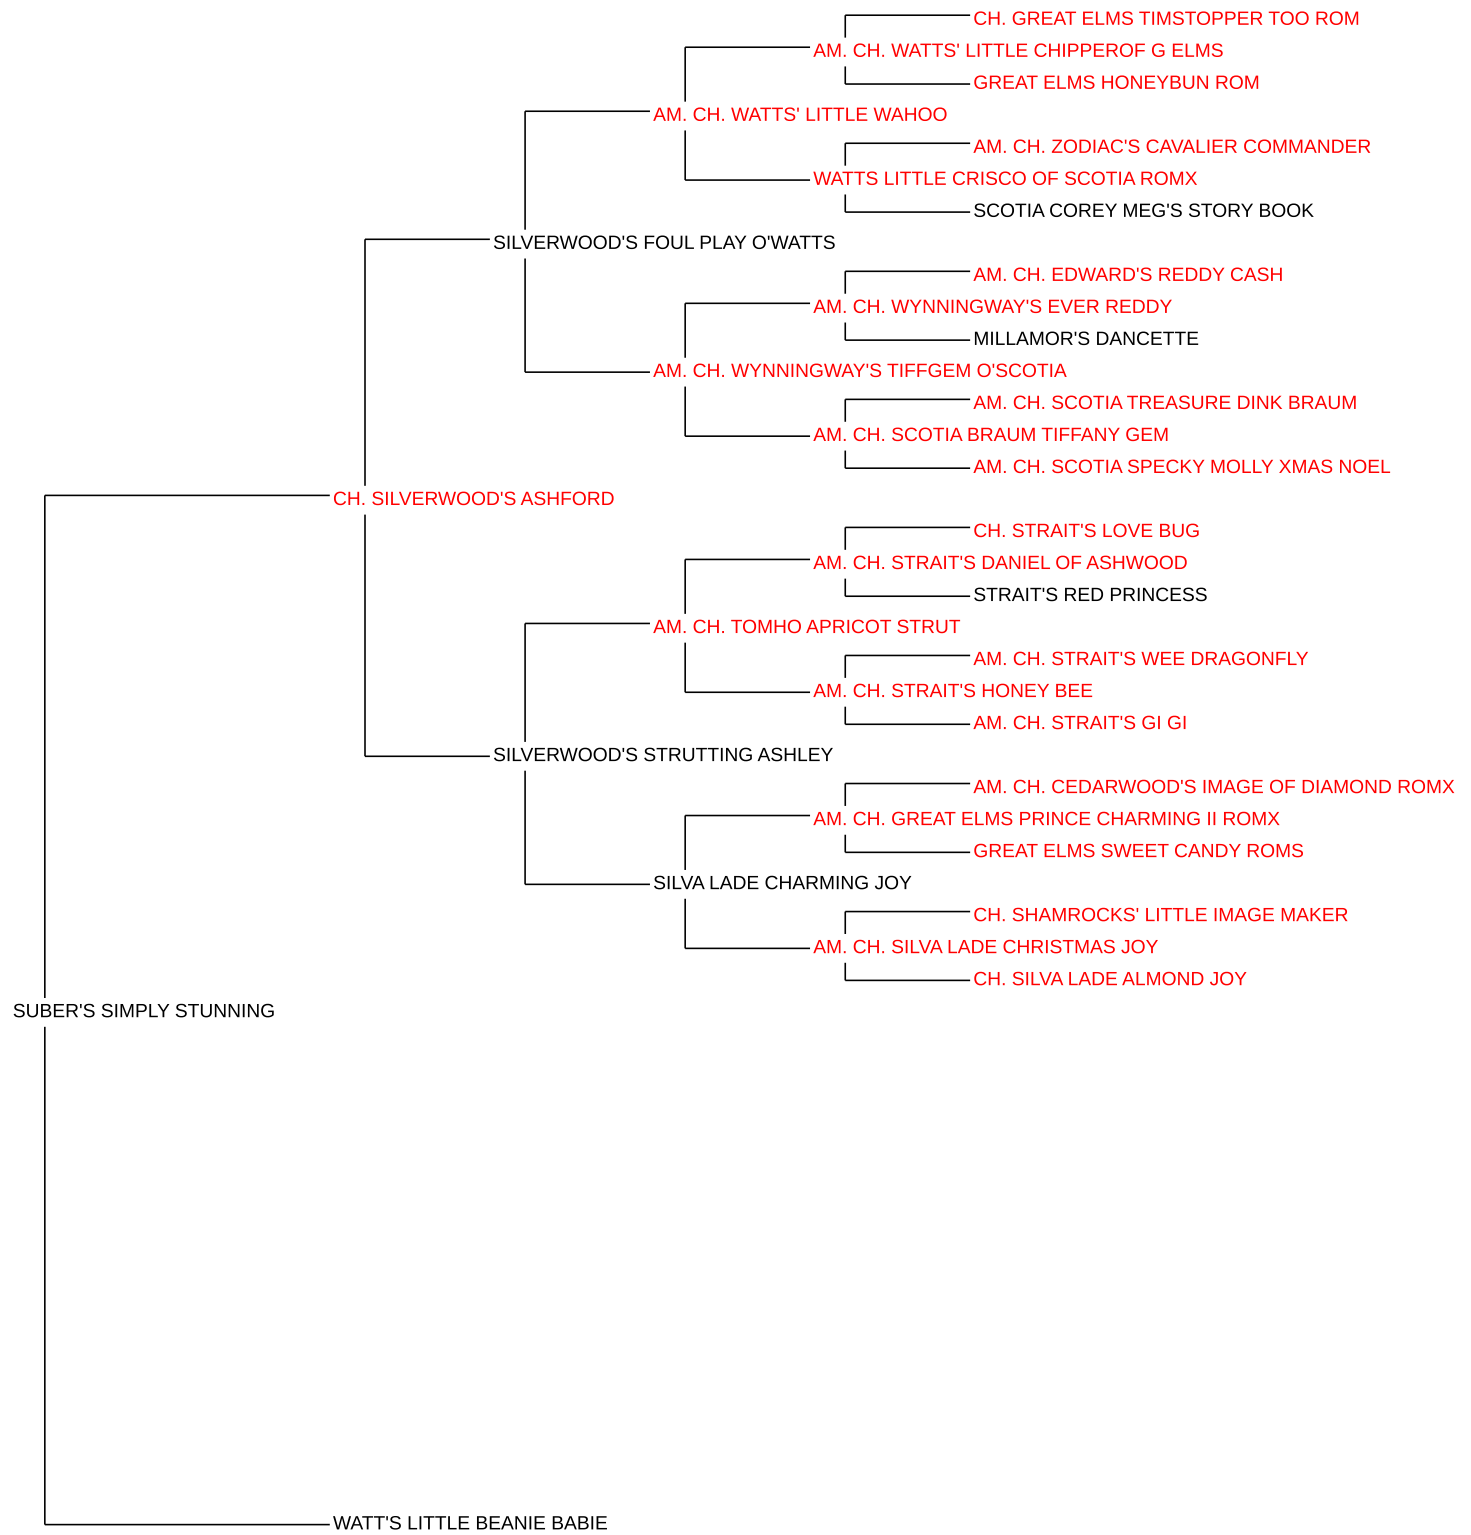 CH. GREAT ELMS TIMSTOPPER TOO ROM
AM. CH. WATTS' LITTLE CHIPPEROF G ELMS
GREAT ELMS HONEYBUN ROM
AM. CH. WATTS' LITTLE WAHOO
AM. CH. ZODIAC'S CAVALIER COMMANDER
WATTS LITTLE CRISCO OF SCOTIA ROMX
SCOTIA COREY MEG'S STORY BOOK
SILVERWOOD'S FOUL PLAY O'WATTS
AM. CH. EDWARD'S REDDY CASH
AM. CH. WYNNINGWAY'S EVER REDDY
MILLAMOR'S DANCETTE
AM. CH. WYNNINGWAY'S TIFFGEM O'SCOTIA
AM. CH. SCOTIA TREASURE DINK BRAUM
AM. CH. SCOTIA BRAUM TIFFANY GEM
AM. CH. SCOTIA SPECKY MOLLY XMAS NOEL
CH. SILVERWOOD'S ASHFORD
CH. STRAIT'S LOVE BUG
AM. CH. STRAIT'S DANIEL OF ASHWOOD
STRAIT'S RED PRINCESS
AM. CH. TOMHO APRICOT STRUT
AM. CH. STRAIT'S WEE DRAGONFLY
AM. CH. STRAIT'S HONEY BEE
AM. CH. STRAIT'S GI GI
SILVERWOOD'S STRUTTING ASHLEY
AM. CH. CEDARWOOD'S IMAGE OF DIAMOND ROMX
AM. CH. GREAT ELMS PRINCE CHARMING II ROMX
GREAT ELMS SWEET CANDY ROMS
SILVA LADE CHARMING JOY
CH. SHAMROCKS' LITTLE IMAGE MAKER
AM. CH. SILVA LADE CHRISTMAS JOY
CH. SILVA LADE ALMOND JOY
SUBER'S SIMPLY STUNNING
WATT'S LITTLE BEANIE BABIE